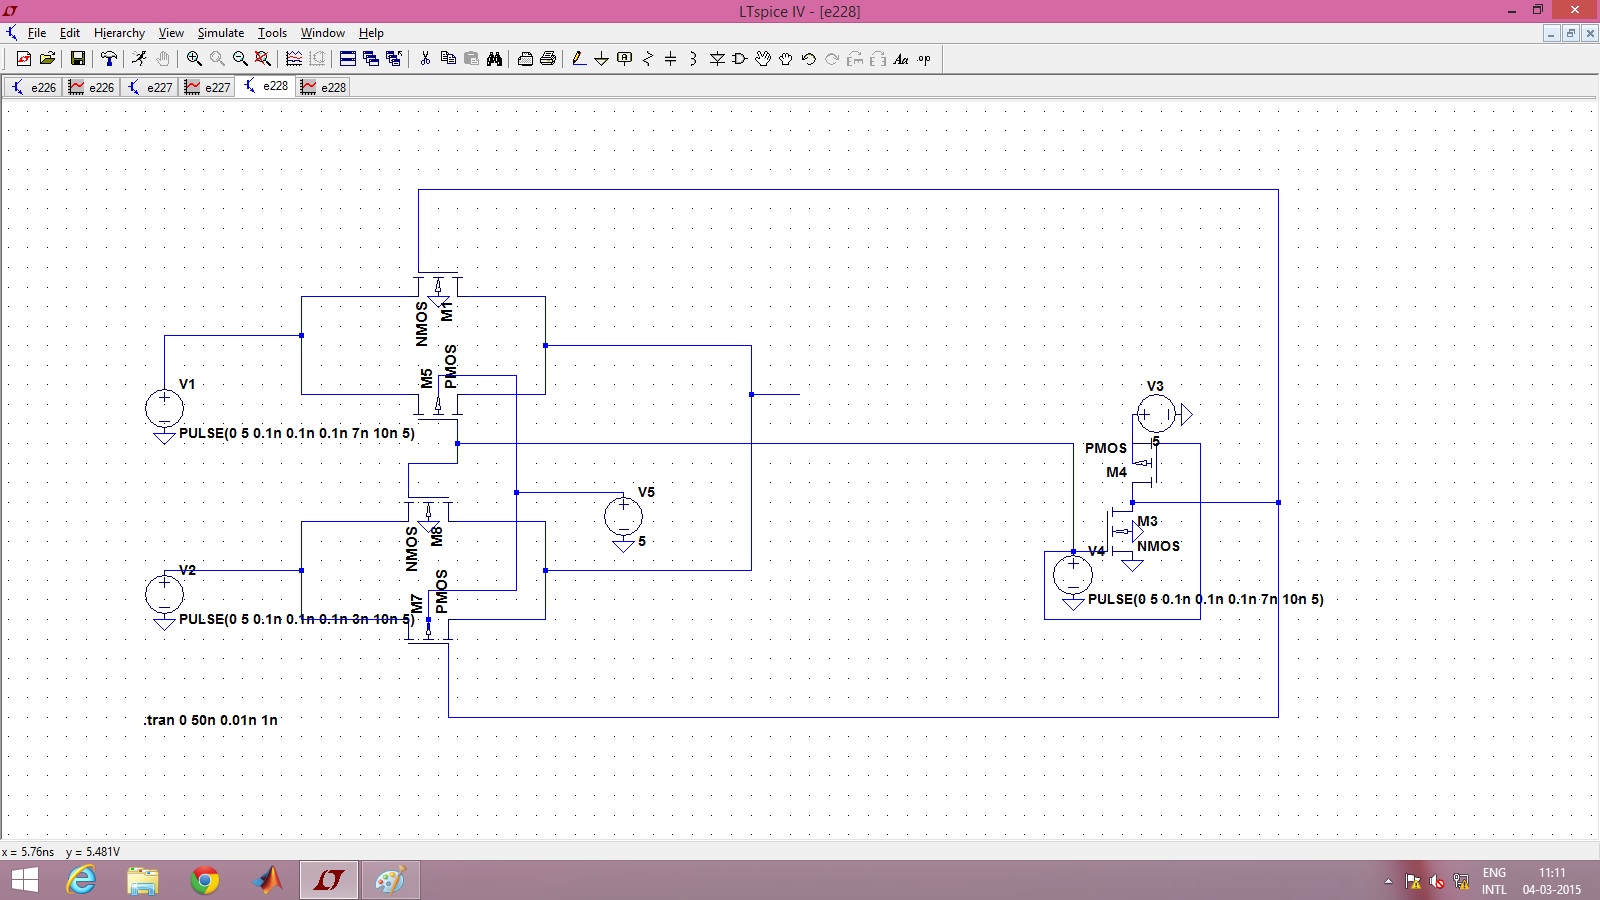 LTspice IV - [e228]
File Edit Hierarchy View Simulate Tools Window Help
Aa .op
e226 e226 e227 e227 e228 e228
M1
NMOS
PMOS
M5
V1
PULSE(0 5 0.1n 0.1n 0.1n 7n 10n 5)
V3
5
PMOS
M4
V5
5
M8
NMOS
M3
NMOS
V4
PULSE(0 5 0.1n 0.1n 0.1n 7n 10n 5)
V2
PULSE(0 5 0.1n 0.1n 0.1n 3n 10n 5)
PMOS
M7
.tran 0 50n 0.01n 1n
x = 5.76ns y = 5.481V
ENG
INTL
11:11
04-03-2015